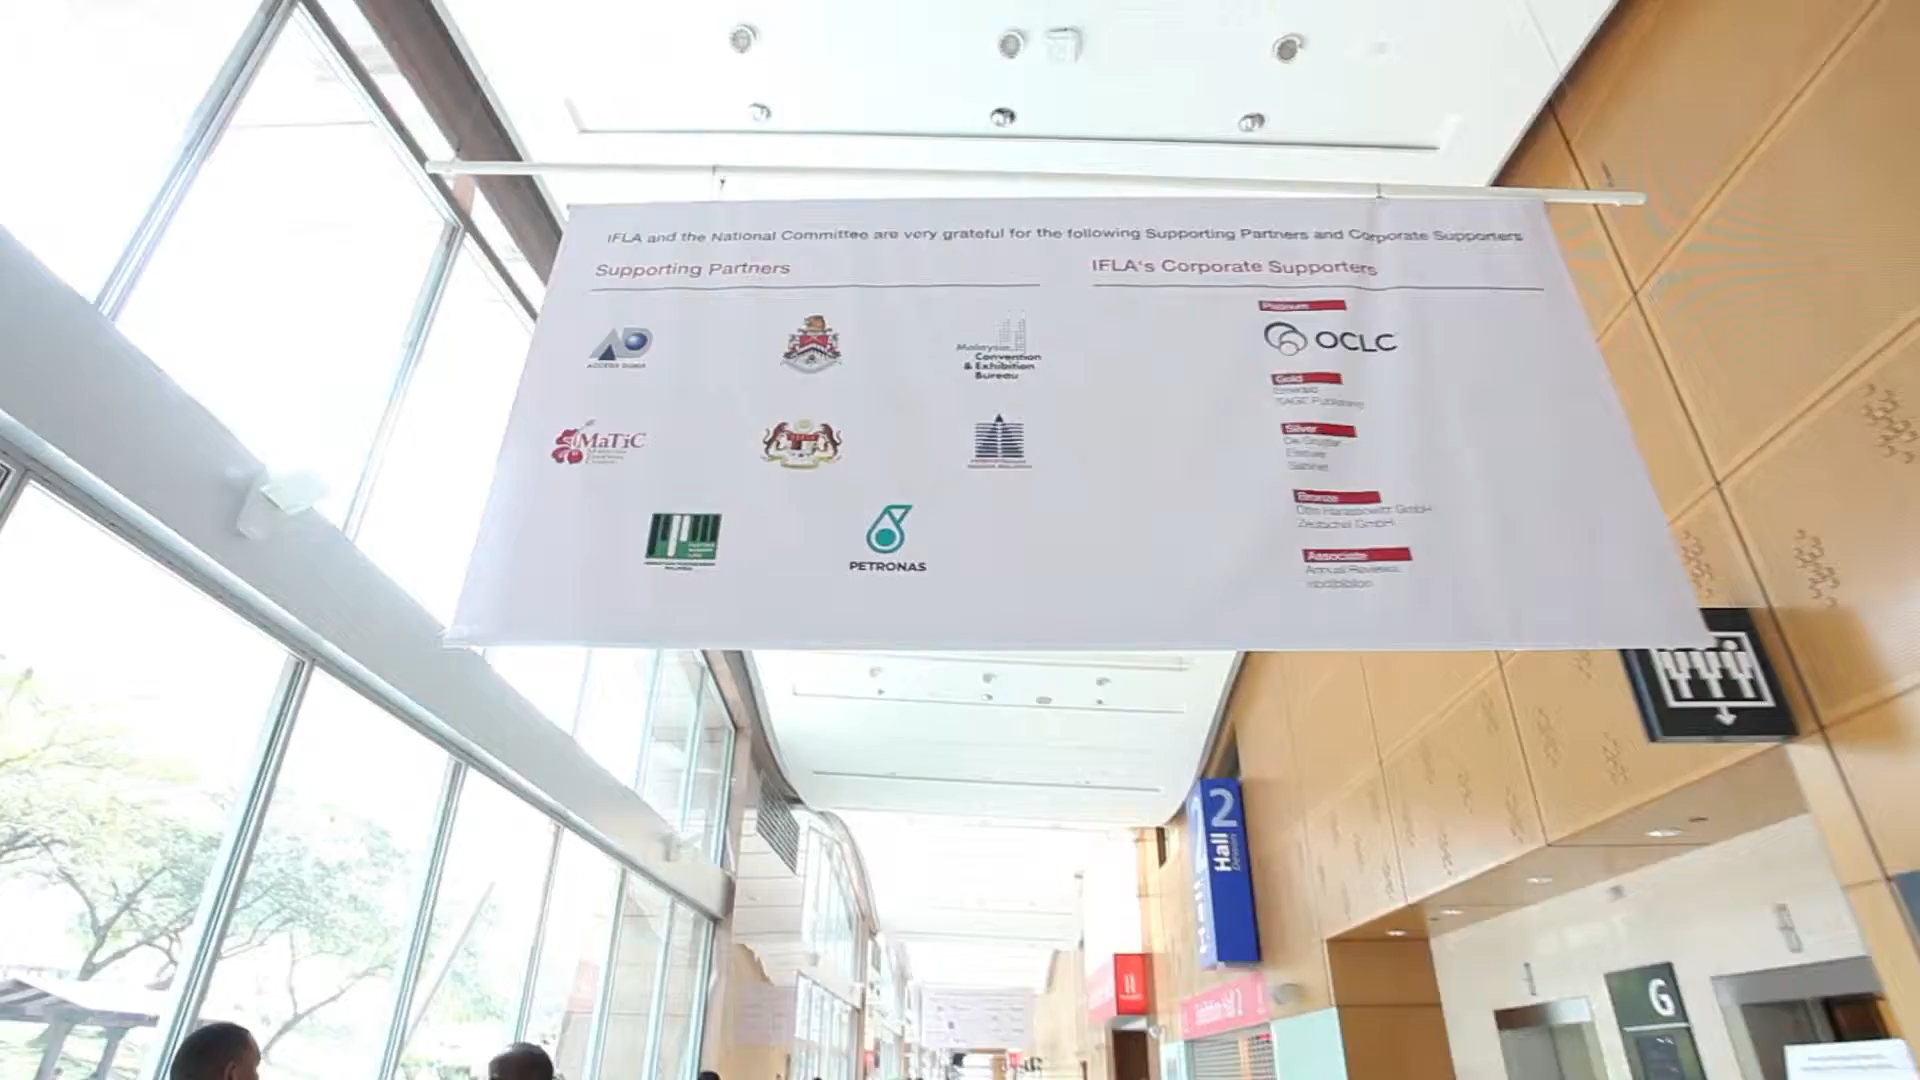 IFLA and the National Committee are very grateful for the following Supporting Partners and Corporate Supporters
Supporting Partners
IFLA's Corporate Supporters
Malaysia
Convention
& Exhibition
Bureau
MaTiC
PETRONAS
Platinum
OCLC
Gold
Emerald
SAGE Publishing
Silver
De Gruyter
Elsevier
Sabinet
Bronze
Otto Harrassowitz GmbH
Zeutschel GmbH
Associate
Annual Reviews
2
Hall
G